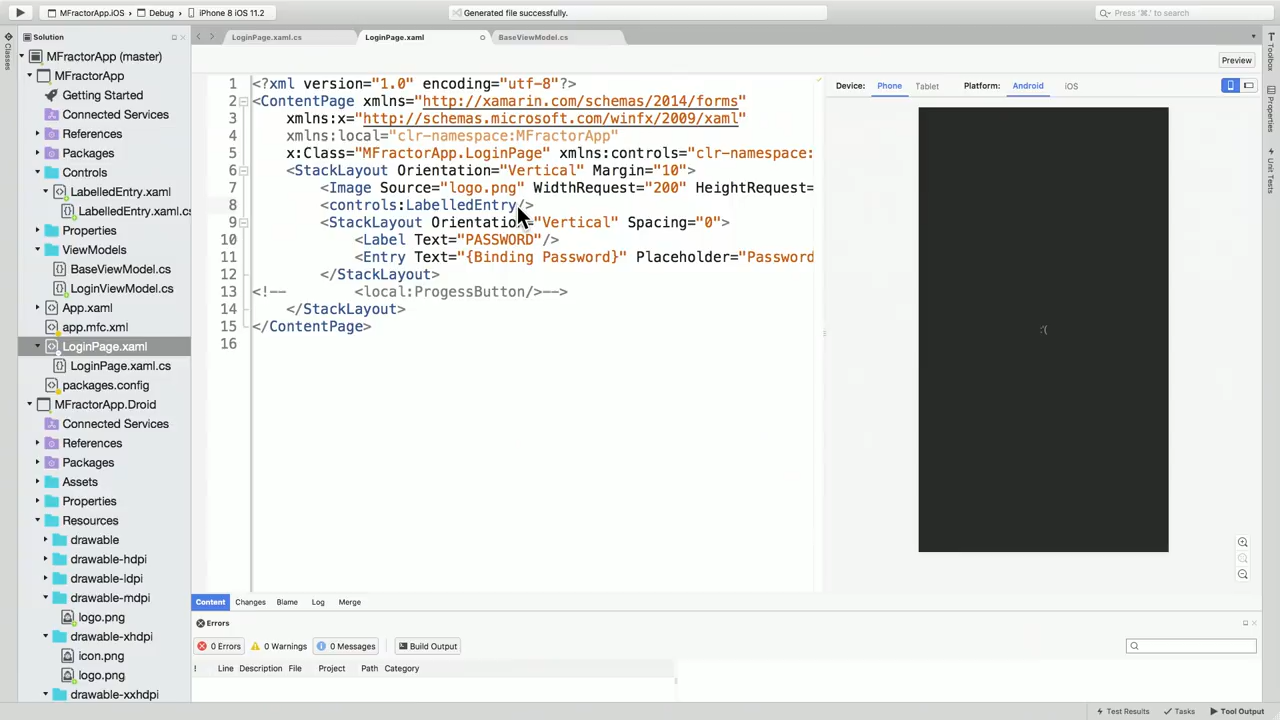 MFractorApp.iOS
Debug
iPhone 8 iOS 11.2
Generated file successfully.
Press '⌘.' to search
Solution
LoginPage.xaml.cs
LoginPage.xaml
BaseViewModel.cs
Classes
Toolbox
Properties
Unit Tests
MFractorApp (master)
MFractorApp
Getting Started
Connected Services
References
Packages
Controls
LabelledEntry.xaml
LabelledEntry.xaml.cs
Properties
ViewModels
BaseViewModel.cs
LoginViewModel.cs
App.xaml
app.mfc.xml
LoginPage.xaml
LoginPage.xaml.cs
packages.config
MFractorApp.Droid
Connected Services
References
Packages
Assets
Properties
Resources
drawable
drawable-hdpi
drawable-ldpi
drawable-mdpi
logo.png
drawable-xhdpi
icon.png
logo.png
drawable-xxhdpi
1 <?xml version="1.0" encoding="utf-8"?>
2 <ContentPage xmlns="http://xamarin.com/schemas/2014/forms"
3 xmlns:x="http://schemas.microsoft.com/winfx/2009/xaml"
4 xmlns:local="clr-namespace:MFractorApp"
5 x:Class="MFractorApp.LoginPage" xmlns:controls="clr-namespace:
6 <StackLayout Orientation="Vertical" Margin="10">
7 <Image Source="logo.png" WidthRequest="200" HeightRequest=
8 <controls:LabelledEntry/>
9 <StackLayout Orientation="Vertical" Spacing="0">
10 <Label Text="PASSWORD"/>
11 <Entry Text="{Binding Password}" Placeholder="Password
12 </StackLayout>
13 <!-- <local:ProgessButton/>-->
14 </StackLayout>
15 </ContentPage>
16
Preview
Device: Phone Tablet Platform: Android iOS
:'(
Content Changes Blame Log Merge
Errors
0 Errors 0 Warnings 0 Messages Build Output
! Line Description File Project Path Category
Test Results Tasks Tool Output